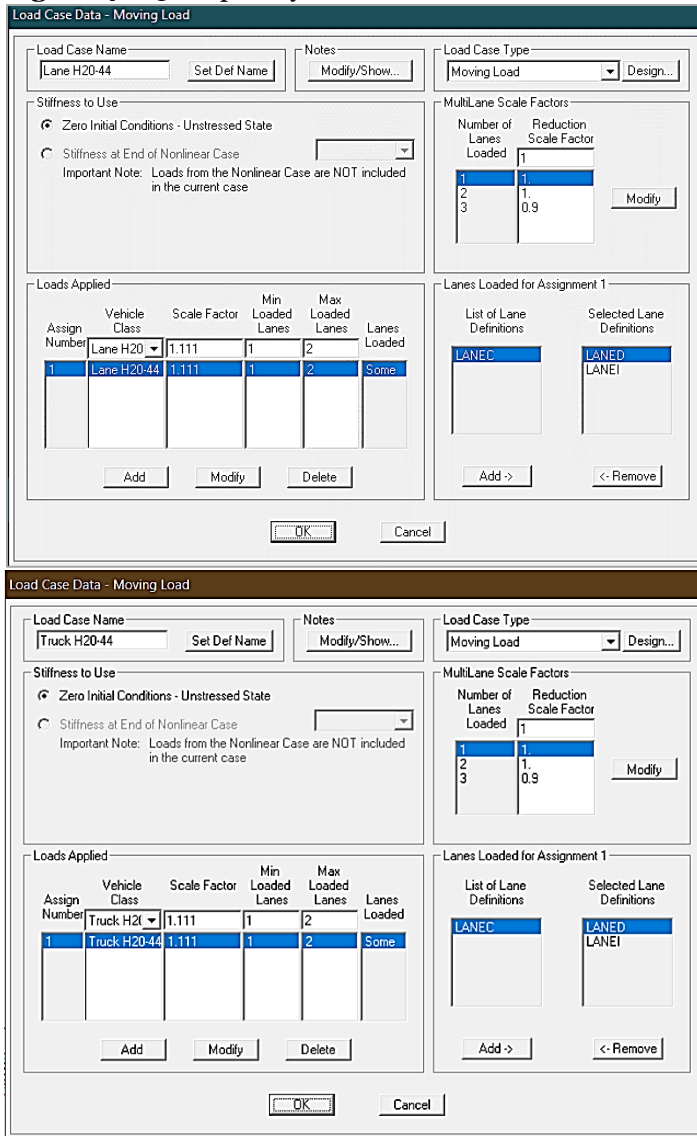 Load Case Data - Moving Load
Load Case Name
Lane H20-44
Set Def Name
Notes
Modify/Show...
Load Case Type
Moving Load
Design...
Stiffness to Use
Zero Initial Conditions - Unstressed State
Stiffness at End of Nonlinear Case
Important Note: Loads from the Nonlinear Case are NOT included
in the current case
MultiLane Scale Factors
Number of Lanes Loaded
Reduction Scale Factor
1
1 1.
2 1.
3 0.9
Modify
Loads Applied
Assign Number
Vehicle Class
Scale Factor
Min Loaded Lanes
Max Loaded Lanes
Lanes Loaded
Lane H20 1.111 1 2
1 Lane H20-44 1.111 1 2 Some
Add
Modify
Delete
Lanes Loaded for Assignment 1
List of Lane Definitions
Selected Lane Definitions
LANEC
LANED
LANEI
Add ->
<- Remove
OK
Cancel
Load Case Data - Moving Load
Load Case Name
Truck H20-44
Set Def Name
Notes
Modify/Show...
Load Case Type
Moving Load
Design...
Stiffness to Use
Zero Initial Conditions - Unstressed State
Stiffness at End of Nonlinear Case
Important Note: Loads from the Nonlinear Case are NOT included
in the current case
MultiLane Scale Factors
Number of Lanes Loaded
Reduction Scale Factor
1
1 1.
2 1.
3 0.9
Modify
Loads Applied
Assign Number
Vehicle Class
Scale Factor
Min Loaded Lanes
Max Loaded Lanes
Lanes Loaded
Truck H2( 1.111 1 2
1 Truck H20-44 1.111 1 2 Some
Add
Modify
Delete
Lanes Loaded for Assignment 1
List of Lane Definitions
Selected Lane Definitions
LANEC
LANED
LANEI
Add ->
<- Remove
OK
Cancel